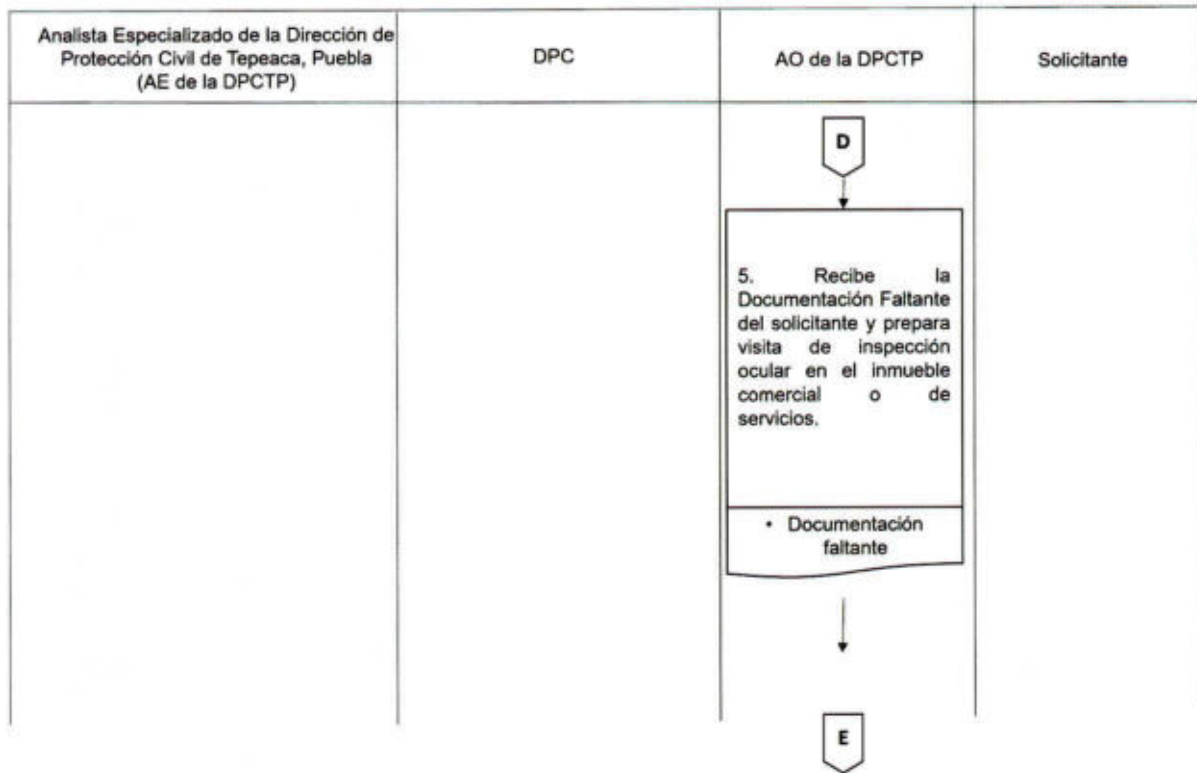 Analista Especializado de la Dirección de
Protección Civil de Tepeaca, Puebla
(AE de la DPCTP)
DPC
AO de la DPCTP
Solicitante
D
5. Recibe la
Documentación Faltante
del solicitante y prepara
visita de inspección
ocular en el inmueble
comercial o de
servicios.
• Documentación
faltante
E